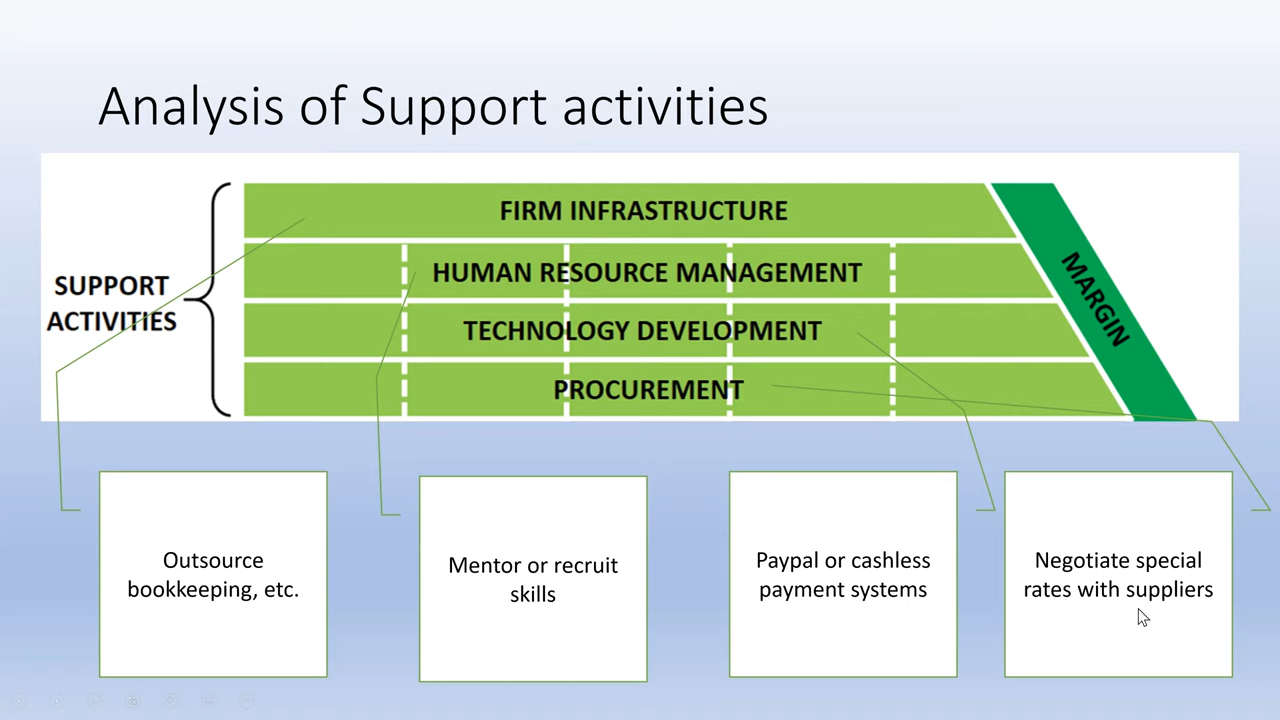 Analysis of Support activities
FIRM INFRASTRUCTURE
HUMAN RESOURCE MANAGEMENT
SUPPORT
ACTIVITIES
TECHNOLOGY DEVELOPMENT
PROCUREMENT
MARGIN
Outsource
bookkeeping, etc.
Mentor or recruit
skills
Paypal or cashless
payment systems
Negotiate special
rates with suppliers